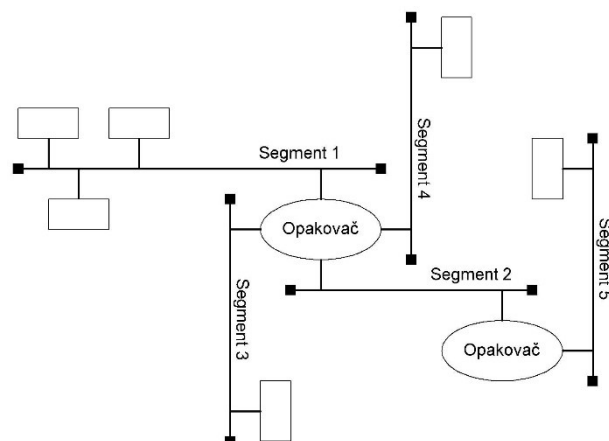 Segment 1
Segment 4
Opakovač
Segment 2
Segment 3
Segment 5
Opakovač